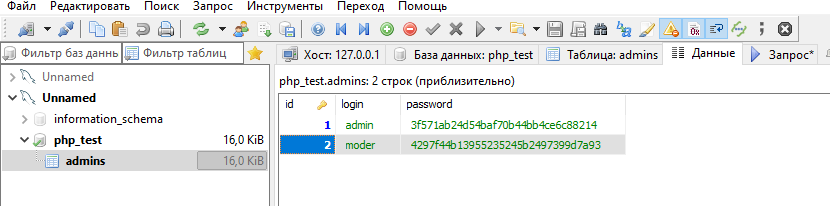 Файл Редактировать Поиск Запрос Инструменты Переход Помощь
Фильтр баз даннь Фильтр таблиц
Хост: 127.0.0.1 База данных: php_test Таблица: admins Данные Запрос*
Unnamed
Unnamed
information_schema
php_test 16,0 KiB
admins 16,0 KiB
php_test.admins: 2 строк (приблизительно)
id login password
1 admin 3f571ab24d54baf70b44bb4ce6c88214
2 moder 4297f44b13955235245b2497399d7a93